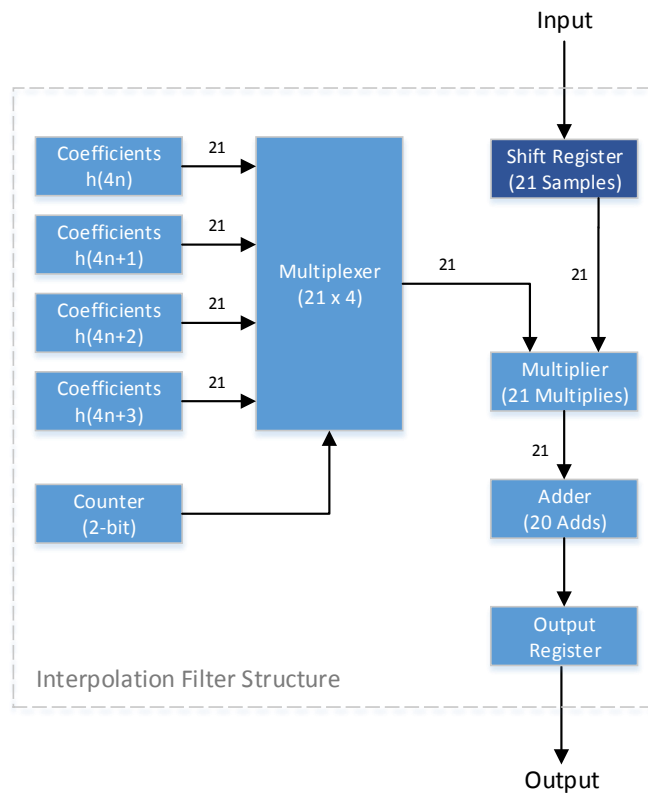 Input
Coefficients
h(4n)
21
Shift Register
(21 Samples)
Coefficients
h(4n+1)
21
Multiplexer
(21 x 4)
21
21
Coefficients
h(4n+2)
21
Coefficients
h(4n+3)
21
Multiplier
(21 Multiplies)
21
Counter
(2-bit)
Adder
(20 Adds)
Output
Register
Interpolation Filter Structure
Output